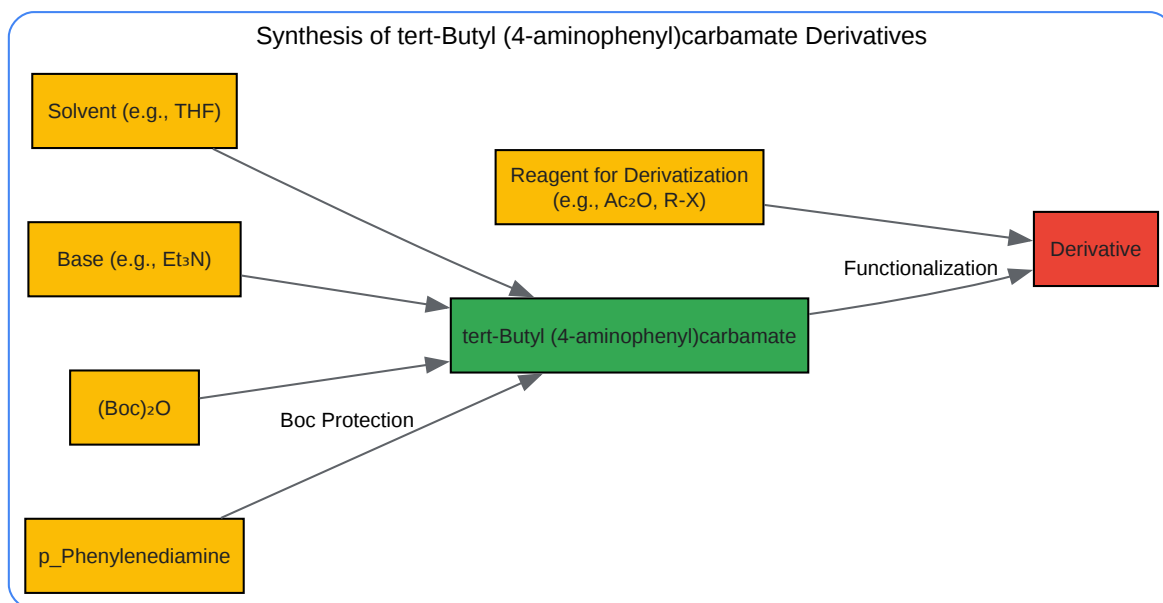 Synthesis of tert-Butyl (4-aminophenyl)carbamate Derivatives
Solvent (e.g., THF)
Reagent for Derivatization
(e.g., Ac₂O, R-X)
Base (e.g., Et₃N)
Derivative
Functionalization
tert-Butyl (4-aminophenyl)carbamate
(Boc)₂O
Boc Protection
p_Phenylenediamine